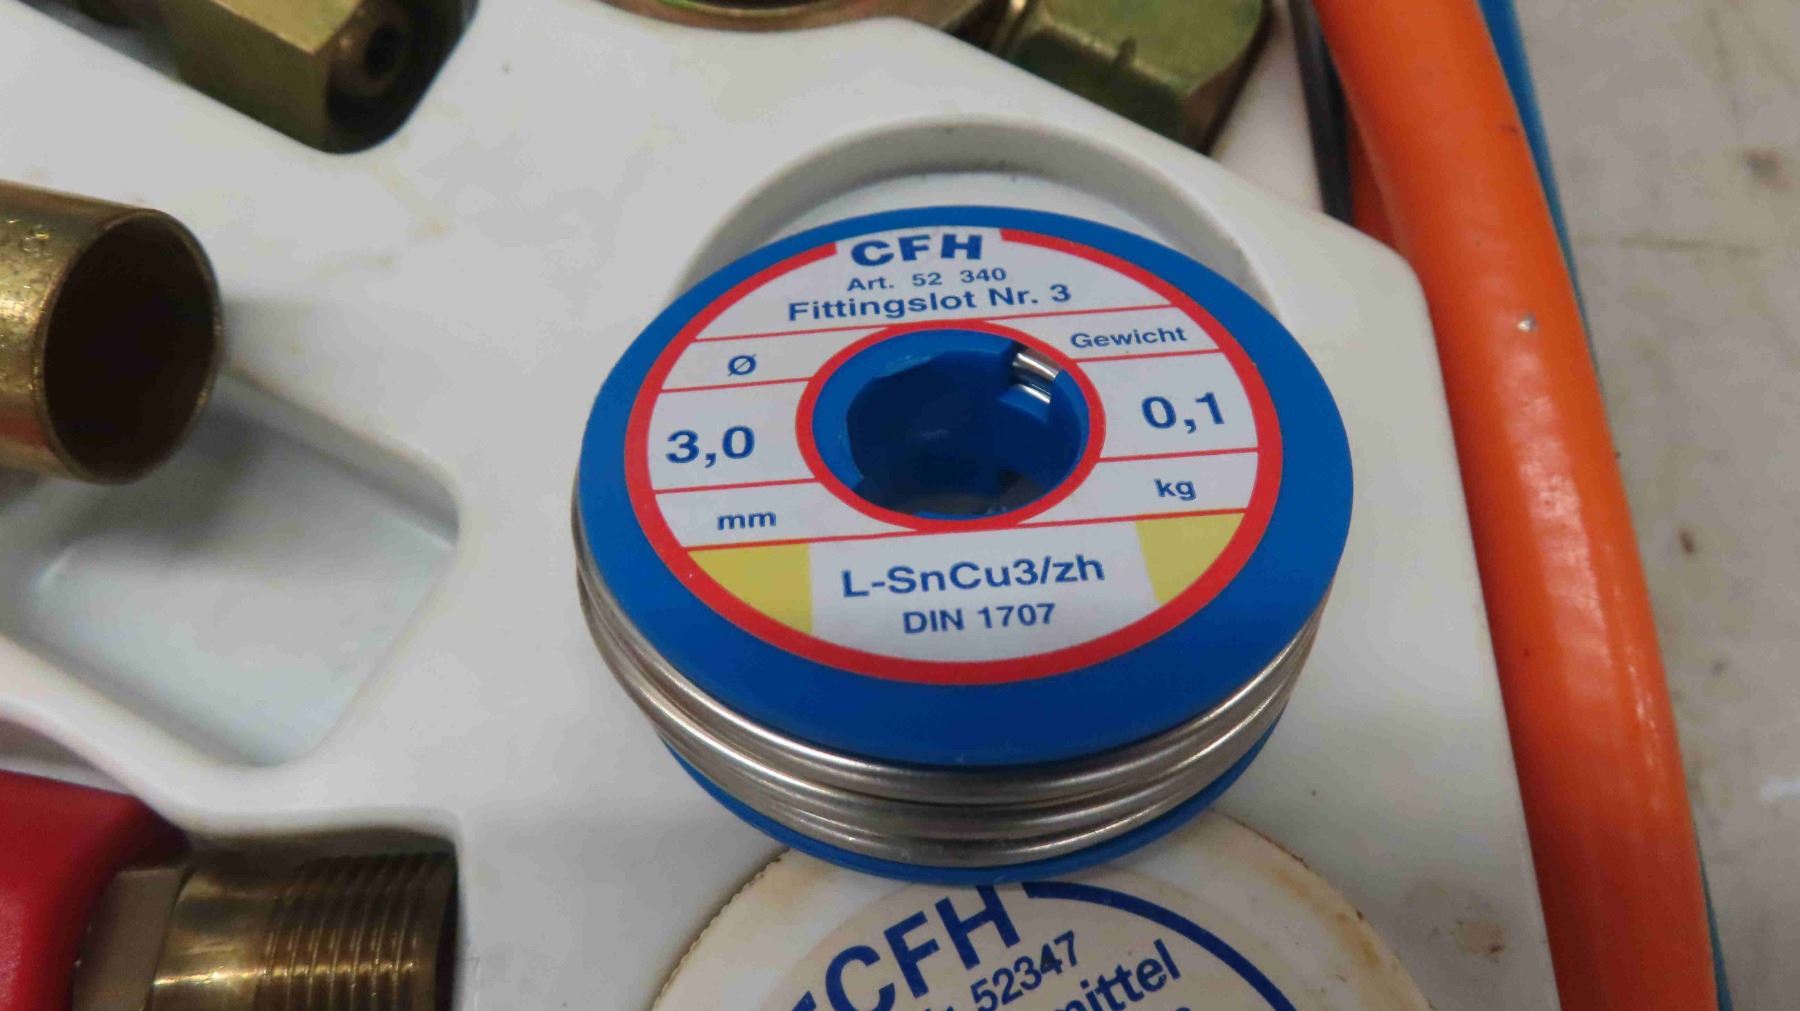 CFH
Art. 52 340
Fittingslot Nr. 3
Ø
3,0
mm
Gewicht
0,1
kg
L-SnCu3/zh
DIN 1707
CFH
52347